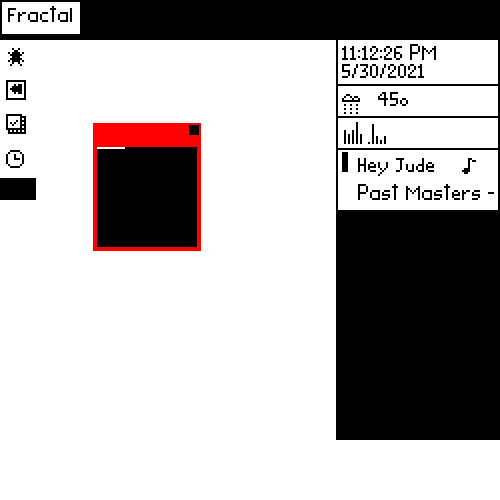 Fractal
11:12:26 PM
5/30/2021
45o
Hey Jude
Past Masters -